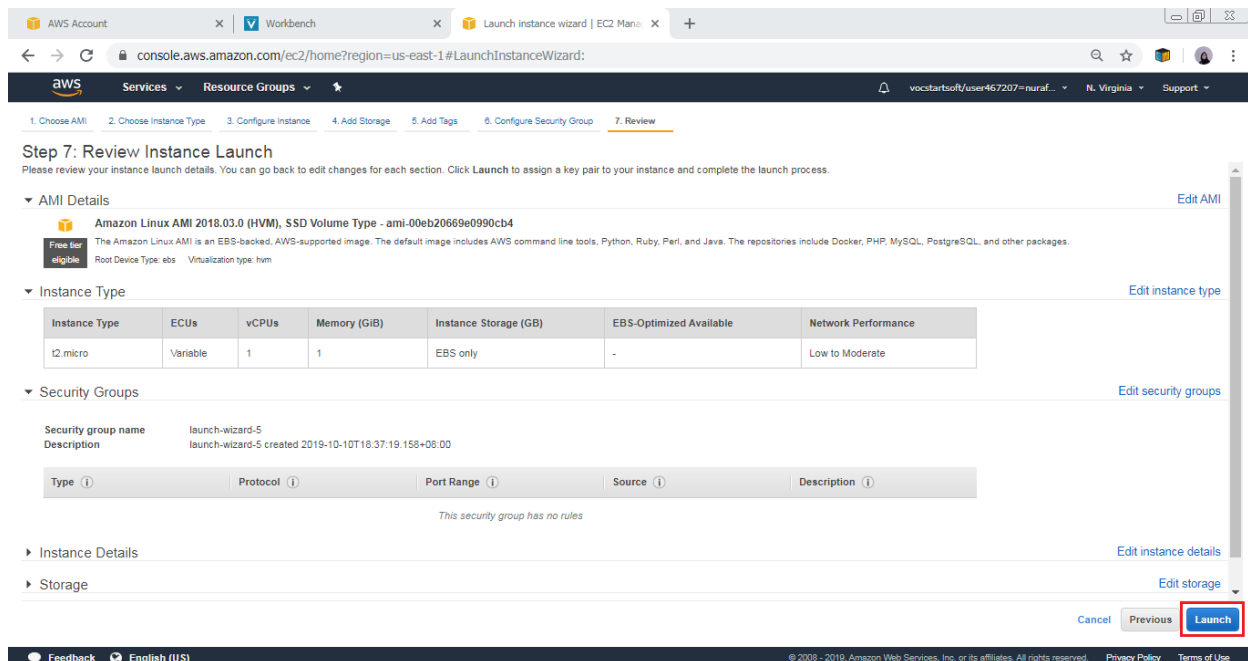 AWS Account
Workbench
Launch instance wizard | EC2 Mana
console.aws.amazon.com/ec2/home?region=us-east-1#LaunchInstanceWizard:
aws Services Resource Groups vocstartsoft/user467207=nuraf... N. Virginia Support
1. Choose AMI 2. Choose Instance Type 3. Configure Instance 4. Add Storage 5. Add Tags 6. Configure Security Group 7. Review
Step 7: Review Instance Launch
Please review your instance launch details. You can go back to edit changes for each section. Click Launch to assign a key pair to your instance and complete the launch process.
AMI Details Edit AMI
Amazon Linux AMI 2018.03.0 (HVM), SSD Volume Type - ami-00eb20669e0990cb4
Free tier eligible
The Amazon Linux AMI is an EBS-backed, AWS-supported image. The default image includes AWS command line tools, Python, Ruby, Perl, and Java. The repositories include Docker, PHP, MySQL, PostgreSQL, and other packages.
Root Device Type: ebs Virtualization type: hvm
Instance Type Edit instance type
Instance Type ECUs vCPUs Memory (GiB) Instance Storage (GB) EBS-Optimized Available Network Performance
t2.micro Variable 1 1 EBS only - Low to Moderate
Security Groups Edit security groups
Security group name launch-wizard-5
Description launch-wizard-5 created 2019-10-10T18:37:19.158+08:00
Type Protocol Port Range Source Description
This security group has no rules
Instance Details Edit instance details
Storage Edit storage
Cancel Previous Launch
Feedback English (US) © 2008 - 2019, Amazon Web Services, Inc. or its affiliates. All rights reserved. Privacy Policy Terms of Use